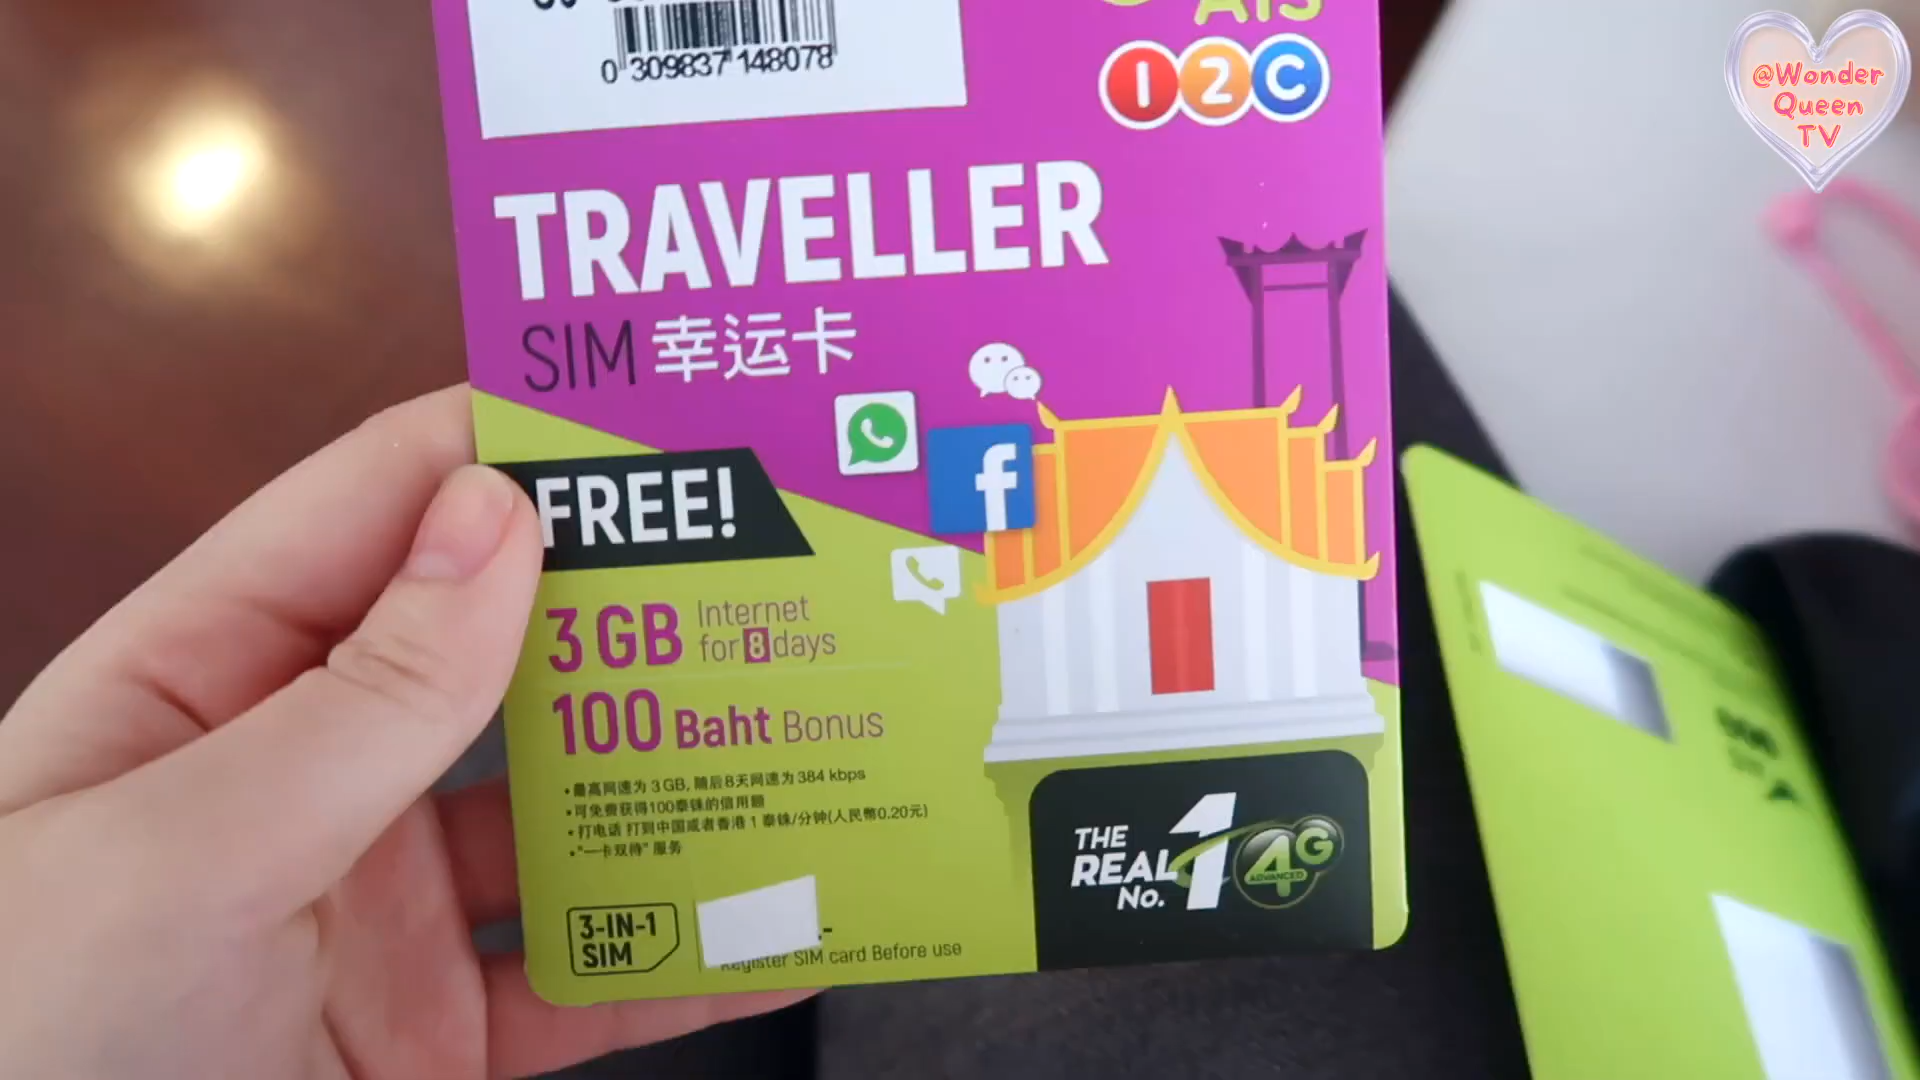 AIS
0 309837 148078
1 2 C
@Wonder
Queen
TV
TRAVELLER
SIM 幸运卡
FREE!
3 GB Internet
for 8 days
100 Baht Bonus
•最高网速为 3 GB, 随后8天网速为 384 kbps
•可免费获得100泰铢的信用额
•打电话 打到中国或者香港 1 泰铢/分钟(人民幣0.20元)
•"一卡双待" 服务
THE
REAL
No. 1
4G
ADVANCED
3-IN-1
SIM
.-
Register SIM card Before use